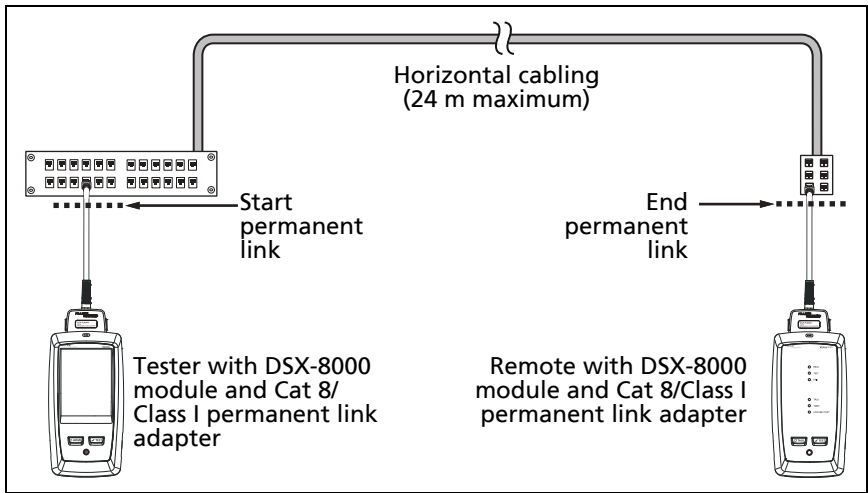 Horizontal cabling
(24 m maximum)
Start
permanent
link
End
permanent
link
Tester with DSX-8000
module and Cat 8/
Class I permanent link
adapter
Remote with DSX-8000
module and Cat 8/Class I
permanent link adapter